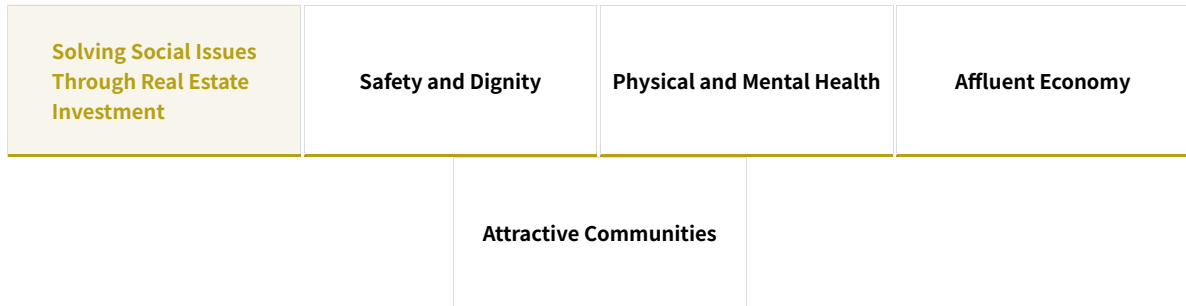 Solving Social Issues
Through Real Estate
Investment
Safety and Dignity
Physical and Mental Health
Affluent Economy
Attractive Communities